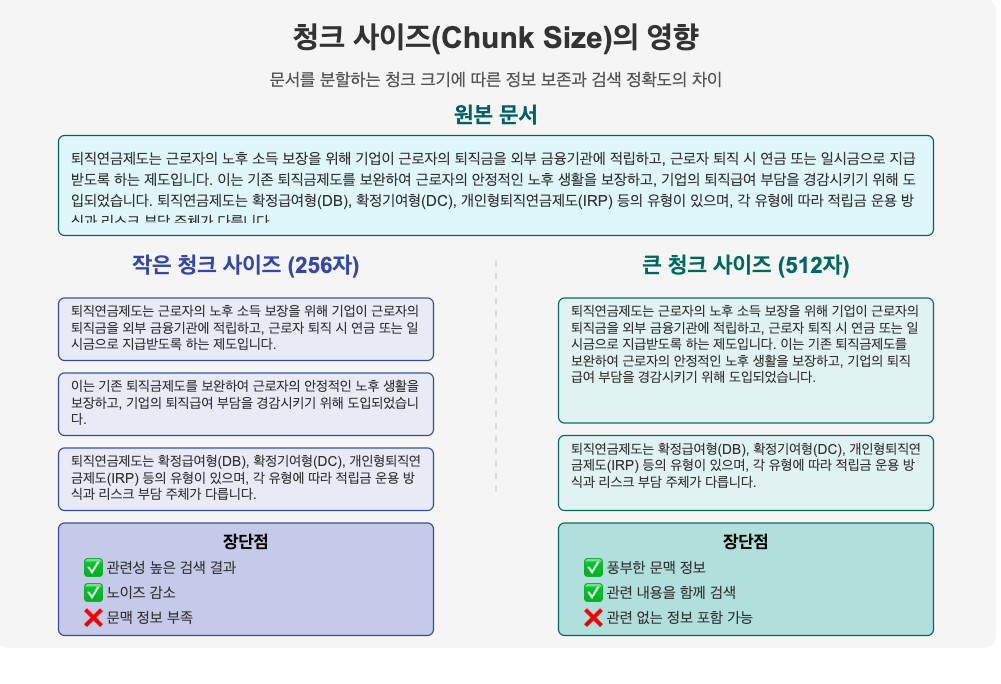 청크 사이즈(Chunk Size)의 영향
문서를 분할하는 청크 크기에 따른 정보 보존과 검색 정확도의 차이
원본 문서
퇴직연금제도는 근로자의 노후 소득 보장을 위해 기업이 근로자의 퇴직금을 외부 금융기관에 적립하고, 근로자 퇴직 시 연금 또는 일시금으로 지급
받도록 하는 제도입니다. 이는 기존 퇴직금제도를 보완하여 근로자의 안정적인 노후 생활을 보장하고, 기업의 퇴직급여 부담을 경감시키기 위해 도
입되었습니다. 퇴직연금제도는 확정급여형(DB), 확정기여형(DC), 개인형퇴직연금제도(IRP) 등의 유형이 있으며, 각 유형에 따라 적립금 운용 방
식과 리스크 부담 주체가 다릅니다.
작은 청크 사이즈 (256자)
퇴직연금제도는 근로자의 노후 소득 보장을 위해 기업이 근로자의
퇴직금을 외부 금융기관에 적립하고, 근로자 퇴직 시 연금 또는 일
시금으로 지급받도록 하는 제도입니다.
이는 기존 퇴직금제도를 보완하여 근로자의 안정적인 노후 생활을
보장하고, 기업의 퇴직급여 부담을 경감시키기 위해 도입되었습니
다.
퇴직연금제도는 확정급여형(DB), 확정기여형(DC), 개인형퇴직연
금제도(IRP) 등의 유형이 있으며, 각 유형에 따라 적립금 운용 방
식과 리스크 부담 주체가 다릅니다.
장단점
✅ 관련성 높은 검색 결과
✅ 노이즈 감소
❌ 문맥 정보 부족
큰 청크 사이즈 (512자)
퇴직연금제도는 근로자의 노후 소득 보장을 위해 기업이 근로자의
퇴직금을 외부 금융기관에 적립하고, 근로자 퇴직 시 연금 또는 일
시금으로 지급받도록 하는 제도입니다. 이는 기존 퇴직금제도를
보완하여 근로자의 안정적인 노후 생활을 보장하고, 기업의 퇴직
급여 부담을 경감시키기 위해 도입되었습니다.
퇴직연금제도는 확정급여형(DB), 확정기여형(DC), 개인형퇴직연
금제도(IRP) 등의 유형이 있으며, 각 유형에 따라 적립금 운용 방
식과 리스크 부담 주체가 다릅니다.
장단점
✅ 풍부한 문맥 정보
✅ 관련 내용을 함께 검색
❌ 관련 없는 정보 포함 가능